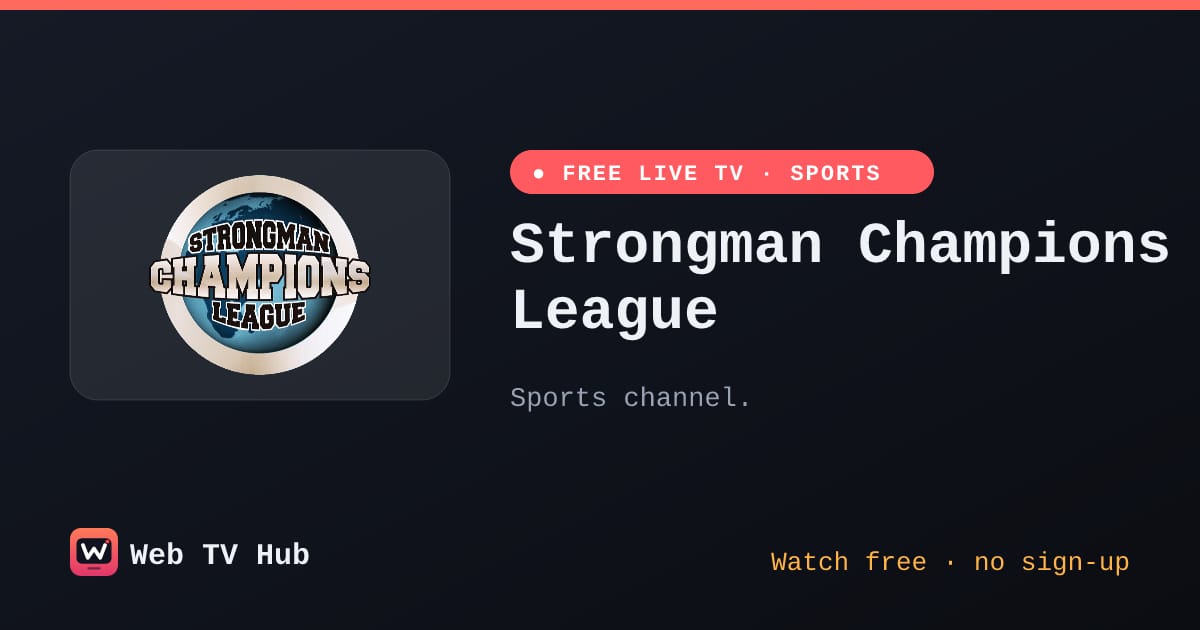 STRONGMAN
CHAMPIONS
LEAGUE
● FREE LIVE TV · SPORTS
Strongman Champions
League
Sports channel.
W
Web TV Hub
Watch free · no sign-up